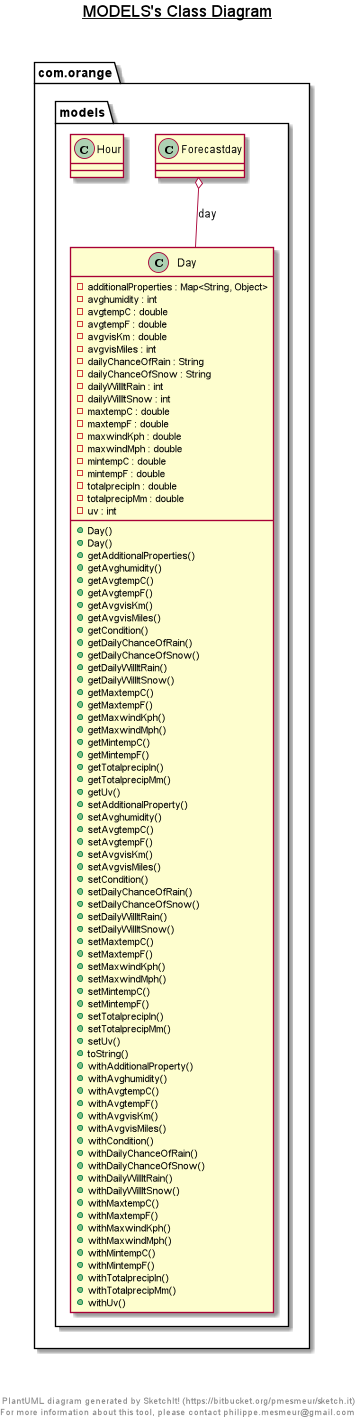 MODELS's Class Diagram
com.orange
models
C Hour
C Forecastday
day
C Day
additionalProperties : Map<String, Object>
avghumidity : int
avgtempC : double
avgtempF : double
avgvisKm : double
avgvisMiles : int
dailyChanceOfRain : String
dailyChanceOfSnow : String
dailyWillItRain : int
dailyWillItSnow : int
maxtempC : double
maxtempF : double
maxwindKph : double
maxwindMph : double
mintempC : double
mintempF : double
totalprecipIn : double
totalprecipMm : double
uv : int
Day()
Day()
getAdditionalProperties()
getAvghumidity()
getAvgtempC()
getAvgtempF()
getAvgvisKm()
getAvgvisMiles()
getCondition()
getDailyChanceOfRain()
getDailyChanceOfSnow()
getDailyWillItRain()
getDailyWillItSnow()
getMaxtempC()
getMaxtempF()
getMaxwindKph()
getMaxwindMph()
getMintempC()
getMintempF()
getTotalprecipIn()
getTotalprecipMm()
getUv()
setAdditionalProperty()
setAvghumidity()
setAvgtempC()
setAvgtempF()
setAvgvisKm()
setAvgvisMiles()
setCondition()
setDailyChanceOfRain()
setDailyChanceOfSnow()
setDailyWillItRain()
setDailyWillItSnow()
setMaxtempC()
setMaxtempF()
setMaxwindKph()
setMaxwindMph()
setMintempC()
setMintempF()
setTotalprecipIn()
setTotalprecipMm()
setUv()
toString()
withAdditionalProperty()
withAvghumidity()
withAvgtempC()
withAvgtempF()
withAvgvisKm()
withAvgvisMiles()
withCondition()
withDailyChanceOfRain()
withDailyChanceOfSnow()
withDailyWillItRain()
withDailyWillItSnow()
withMaxtempC()
withMaxtempF()
withMaxwindKph()
withMaxwindMph()
withMintempC()
withMintempF()
withTotalprecipIn()
withTotalprecipMm()
withUv()
PlantUML diagram generated by SketchIt! (https://bitbucket.org/pmesmeur/sketch.it)
For more information about this tool, please contact philippe.mesmeur@gmail.com